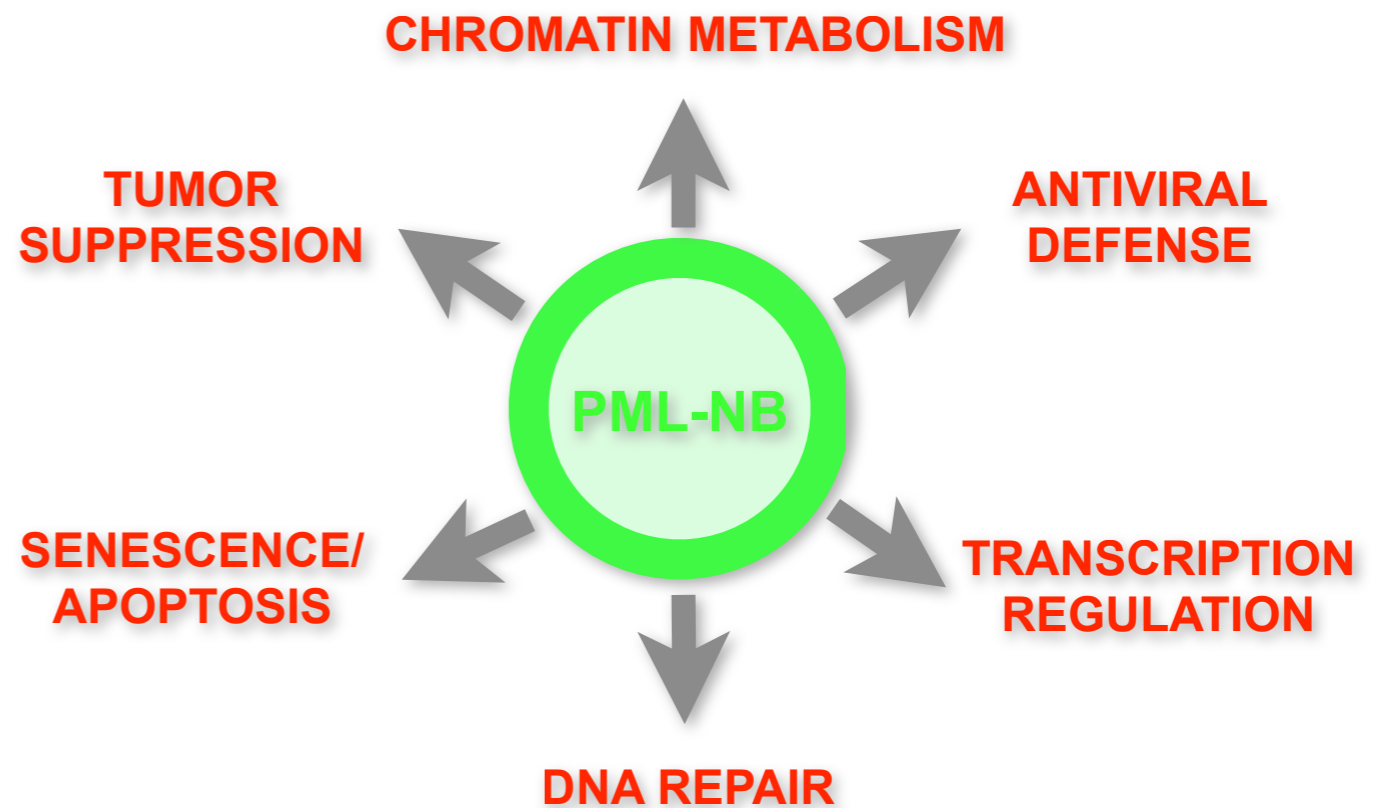 CHROMATIN METABOLISM
TUMOR
SUPPRESSION
ANTIVIRAL
DEFENSE
PML-NB
SENESCENCE/
APOPTOSIS
TRANSCRIPTION
REGULATION
DNA REPAIR